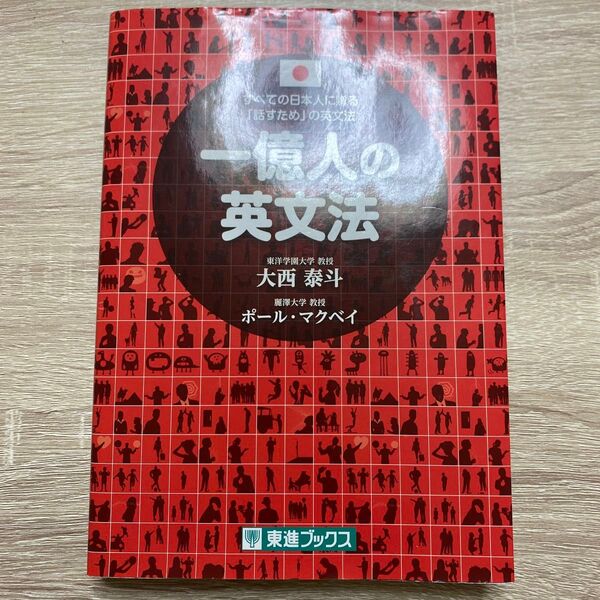 すべての日本人に贈る
「話すため」の英文法
一億人の
英文法
東洋学園大学 教授
大西 泰斗
麗澤大学 教授
ポール・マクベイ
東進ブックス